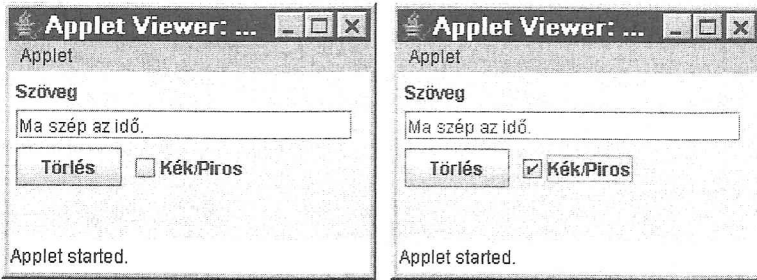 Applet Viewer: ...
Applet
Szöveg
Ma szép az idő.
Törlés
Kék/Piros
Applet started.
Applet Viewer: ...
Applet
Szöveg
Ma szép az idő.
Törlés
Kék/Piros
Applet started.